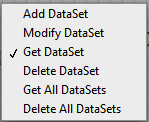 Add DataSet
Modify DataSet
Get DataSet
Delete DataSet
Get All DataSets
Delete All DataSets